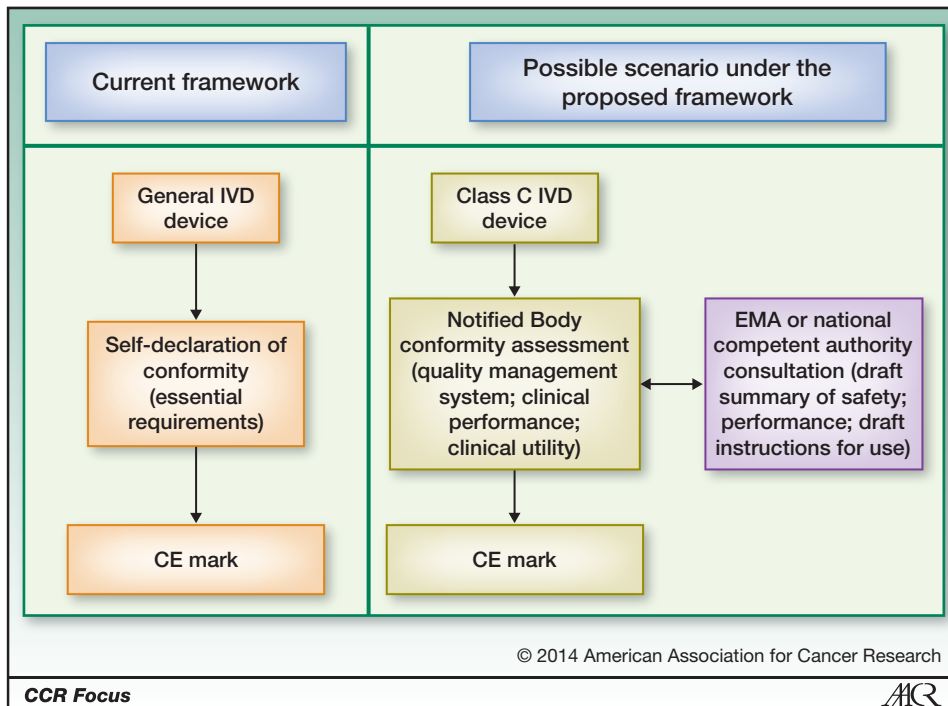 Current framework
Possible scenario under the
proposed framework
General IVD
device
Self-declaration of
conformity
(essential
requirements)
CE mark
Class C IVD
device
Notified Body
conformity assessment
(quality management
system; clinical
performance;
clinical utility)
EMA or national
competent authority
consultation (draft
summary of safety;
performance; draft
instructions for use)
CE mark
© 2014 American Association for Cancer Research
CCR Focus
AACR